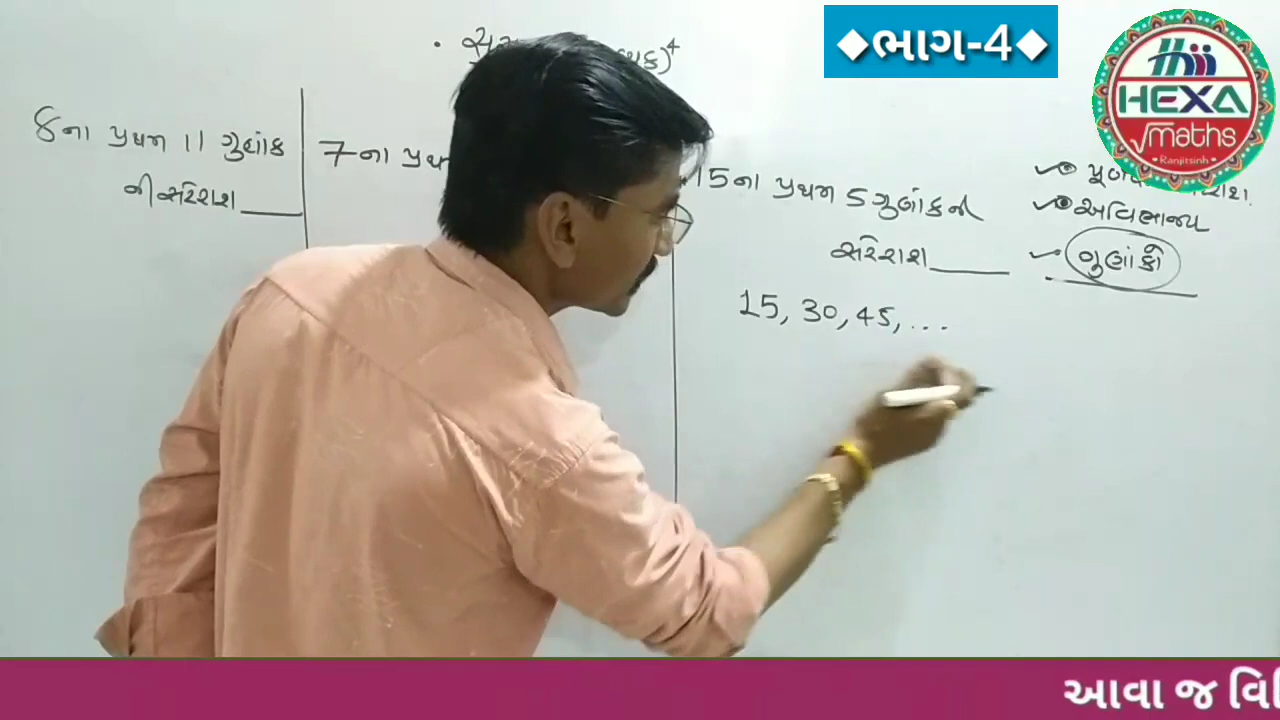 ◆ભાગ-4◆
HEXA
√maths
Ranjitsinh
8ના પ્રથમ 11 ગુણાંક
ની સરેરાશ ____
7ના
15ના પ્રથમ 5 ગુણાંકની
સરેરાશ ____
15, 30, 45, ...
અવિભાજ્ય
ગુણાંકો
આવા જ